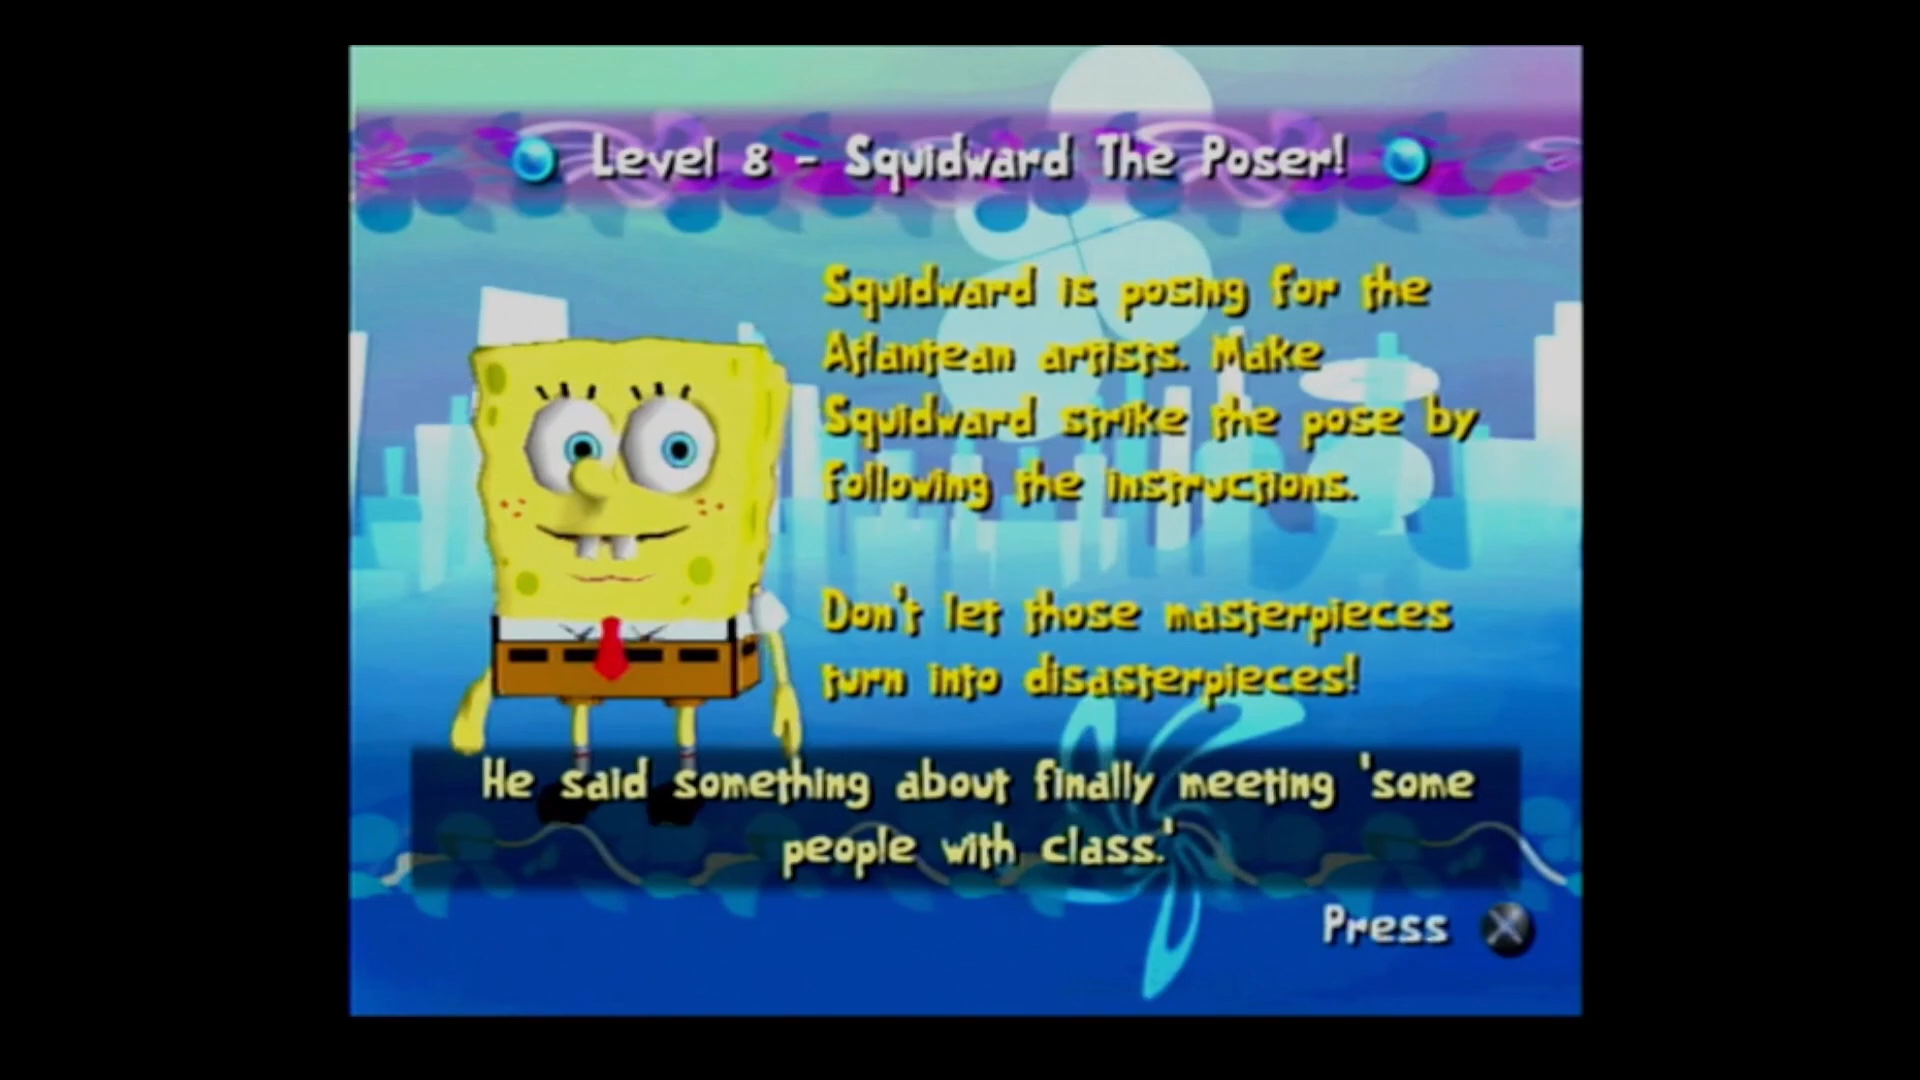 Level 8 - Squidward The Poser!
Squidward is posing for the
Atlantean artists. Make
Squidward strike the pose by
following the instructions.
Don't let those masterpieces
turn into disasterpieces!
He said something about finally meeting 'some
people with class.'
Press